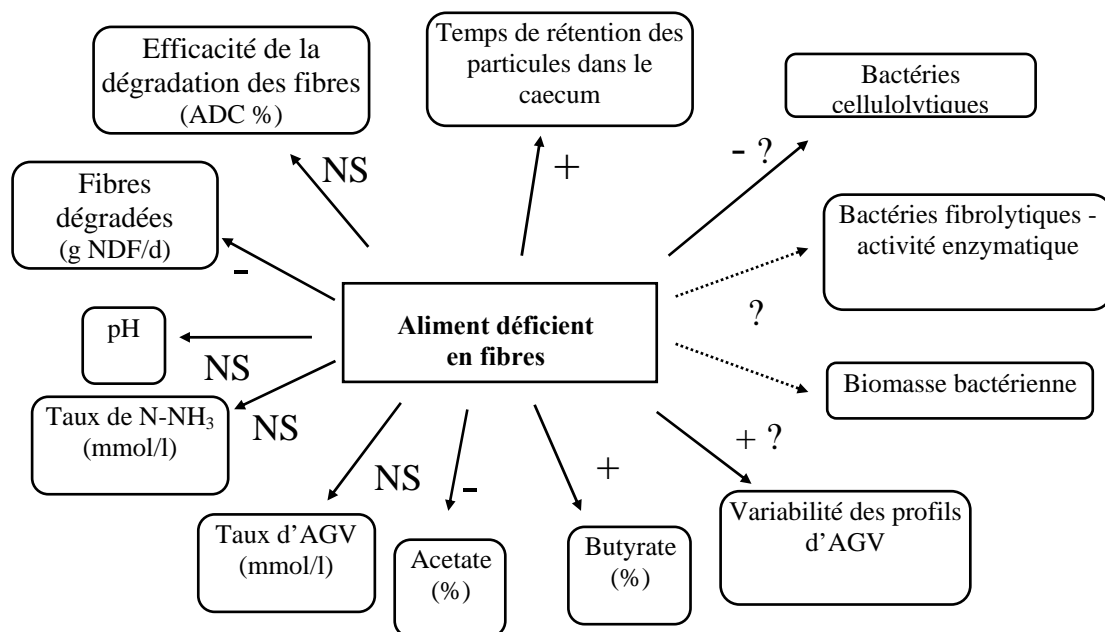 Efficacité de la
dégradation des fibres
(ADC %)
Temps de rétention des
particules dans le
caecum
Bactéries
cellulolytiques
NS
+
- ?
Fibres
dégradées
(g NDF/d)
-
Bactéries fibrolytiques -
activité enzymatique
?
pH
NS
Aliment déficient
en fibres
Biomasse bactérienne
Taux de N-NH₃
(mmol/l)
NS
NS
-
+
+ ?
Taux d’AGV
(mmol/l)
Acetate
(%)
Butyrate
(%)
Variabilité des profils
d’AGV